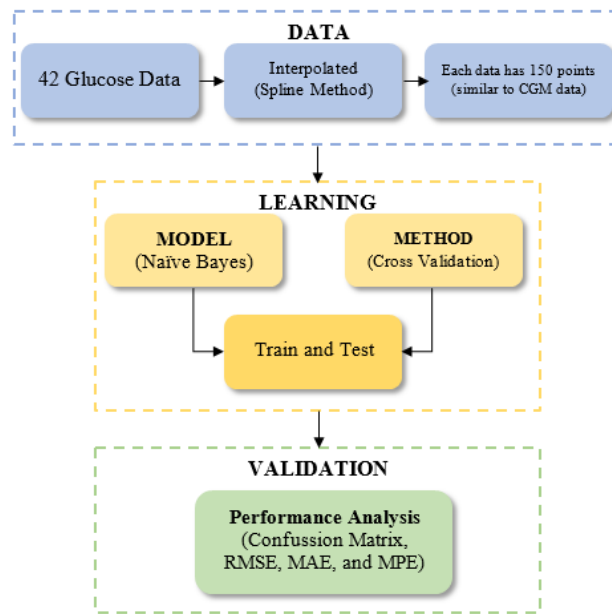 DATA
42 Glucose Data
Interpolated
(Spline Method)
Each data has 150 points
(similar to CGM data)
LEARNING
MODEL
(Naïve Bayes)
METHOD
(Cross Validation)
Train and Test
VALIDATION
Performance Analysis
(Confussion Matrix,
RMSE, MAE, and MPE)